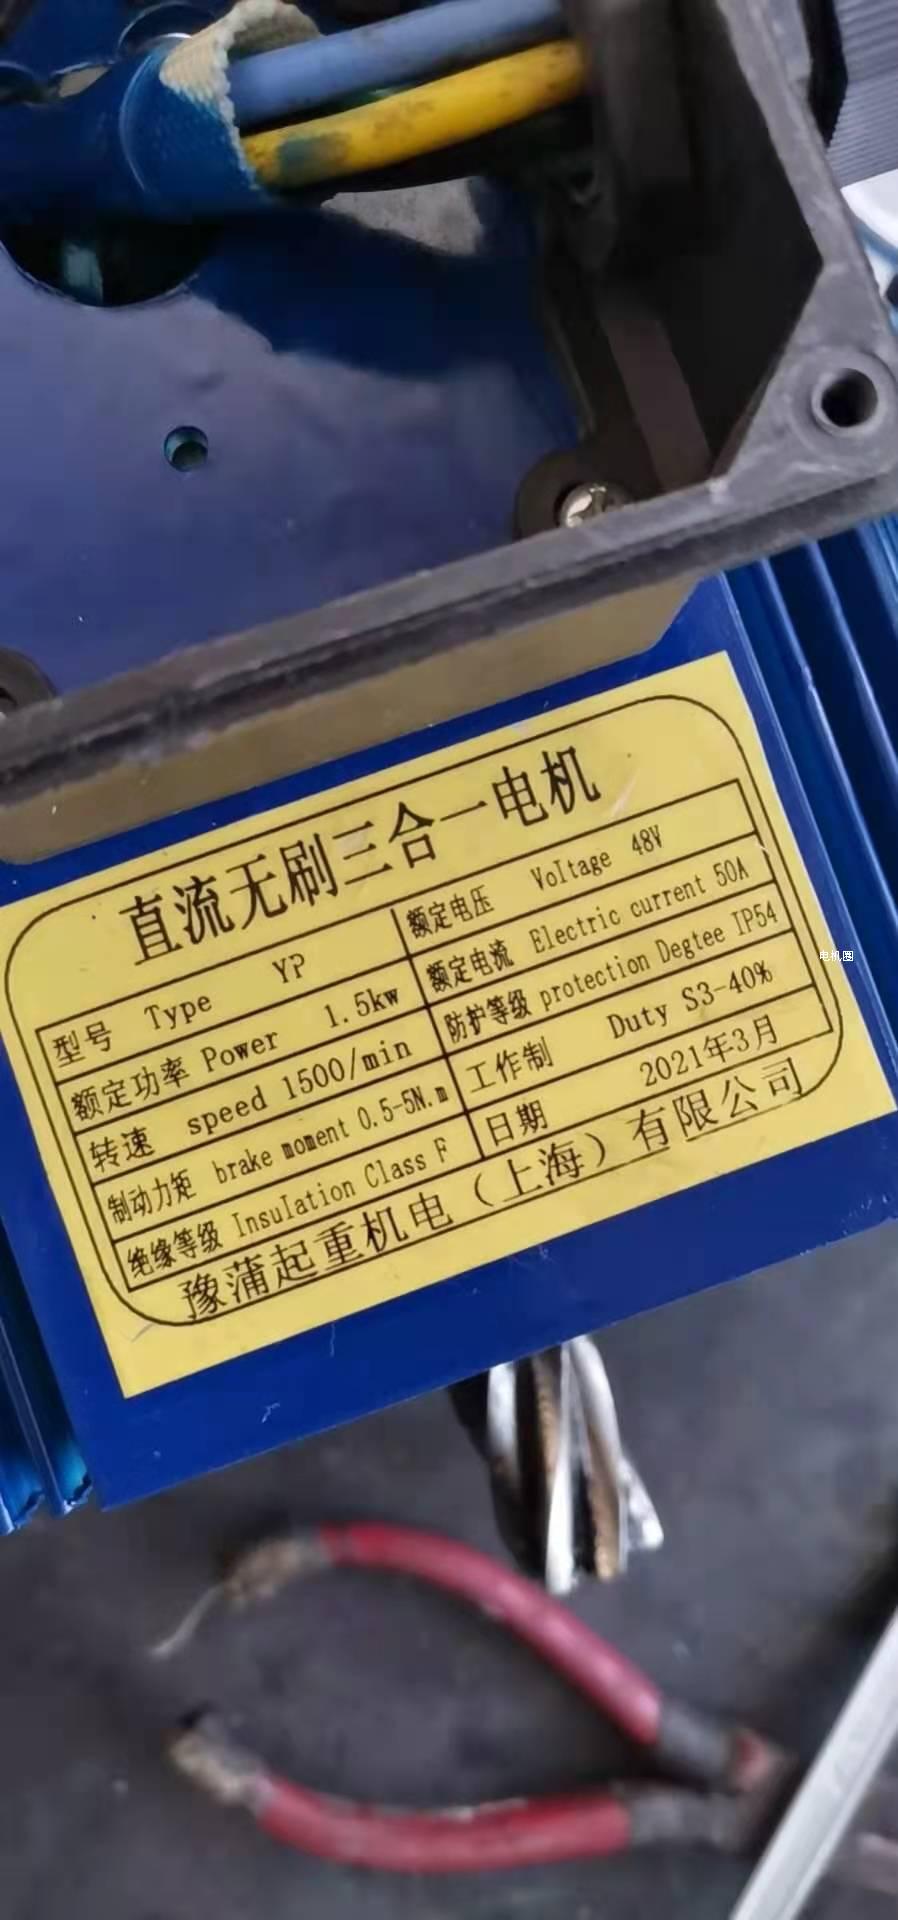 直流无刷三合一电机
型号 Type YP
额定电压 Voltage 48V
额定功率 Power 1.5kw
额定电流 Electric current 50A
转速 speed 1500/min
防护等级 protection Degtee IP54
制动力矩 brake moment 0.5-5N.m
工作制 Duty S3-40%
绝缘等级 Insulation Class F
日期 2021年3月
豫蒲起重机电（上海）有限公司
电机圈